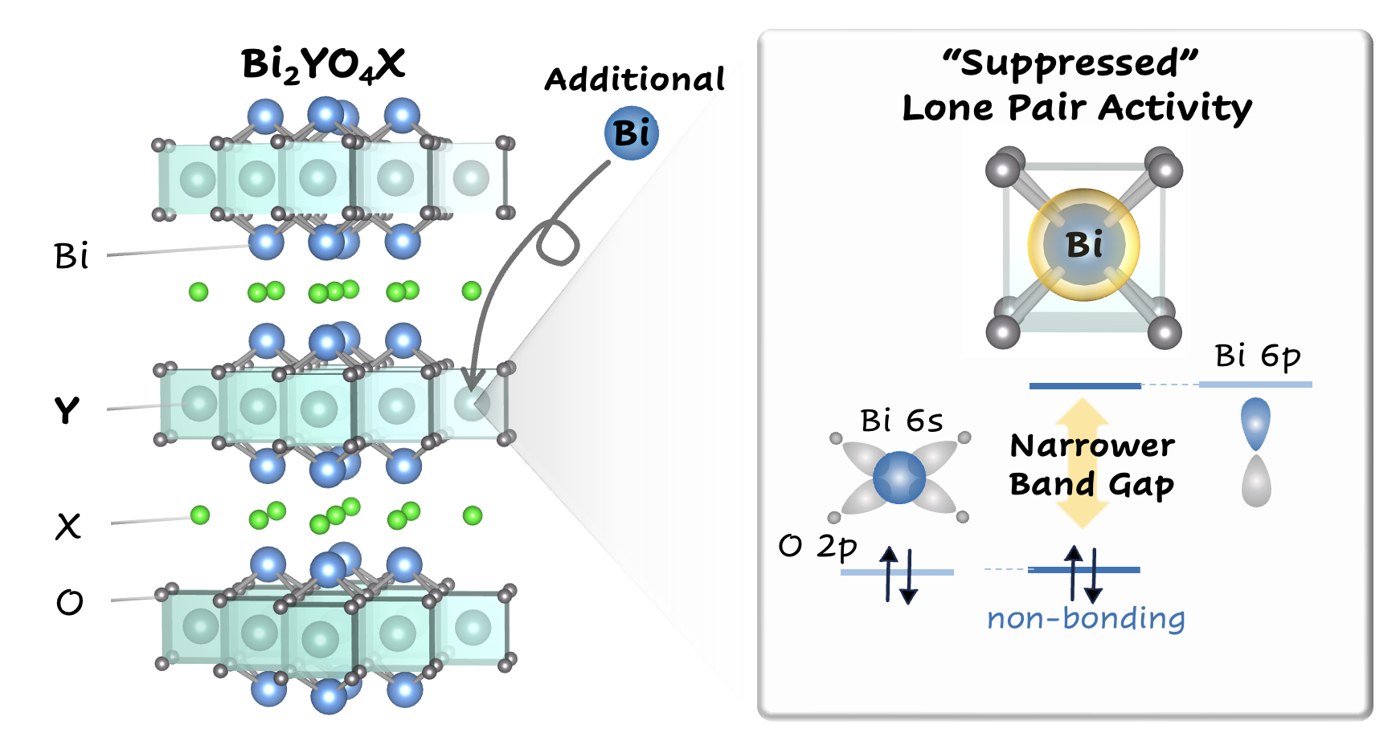 Bi₂YO₄X
Additional
Bi
Bi
Y
X
O
“Suppressed”
Lone Pair Activity
Bi
Bi 6p
Bi 6s
Narrower
Band Gap
O 2p
non-bonding